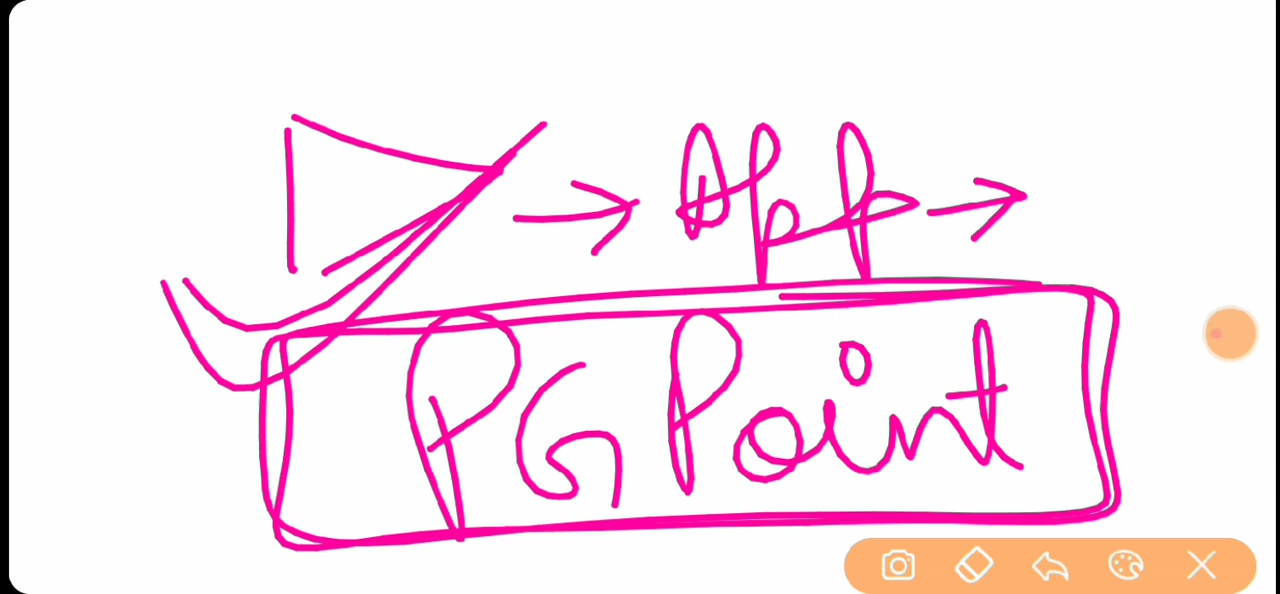 → App →
PG Point